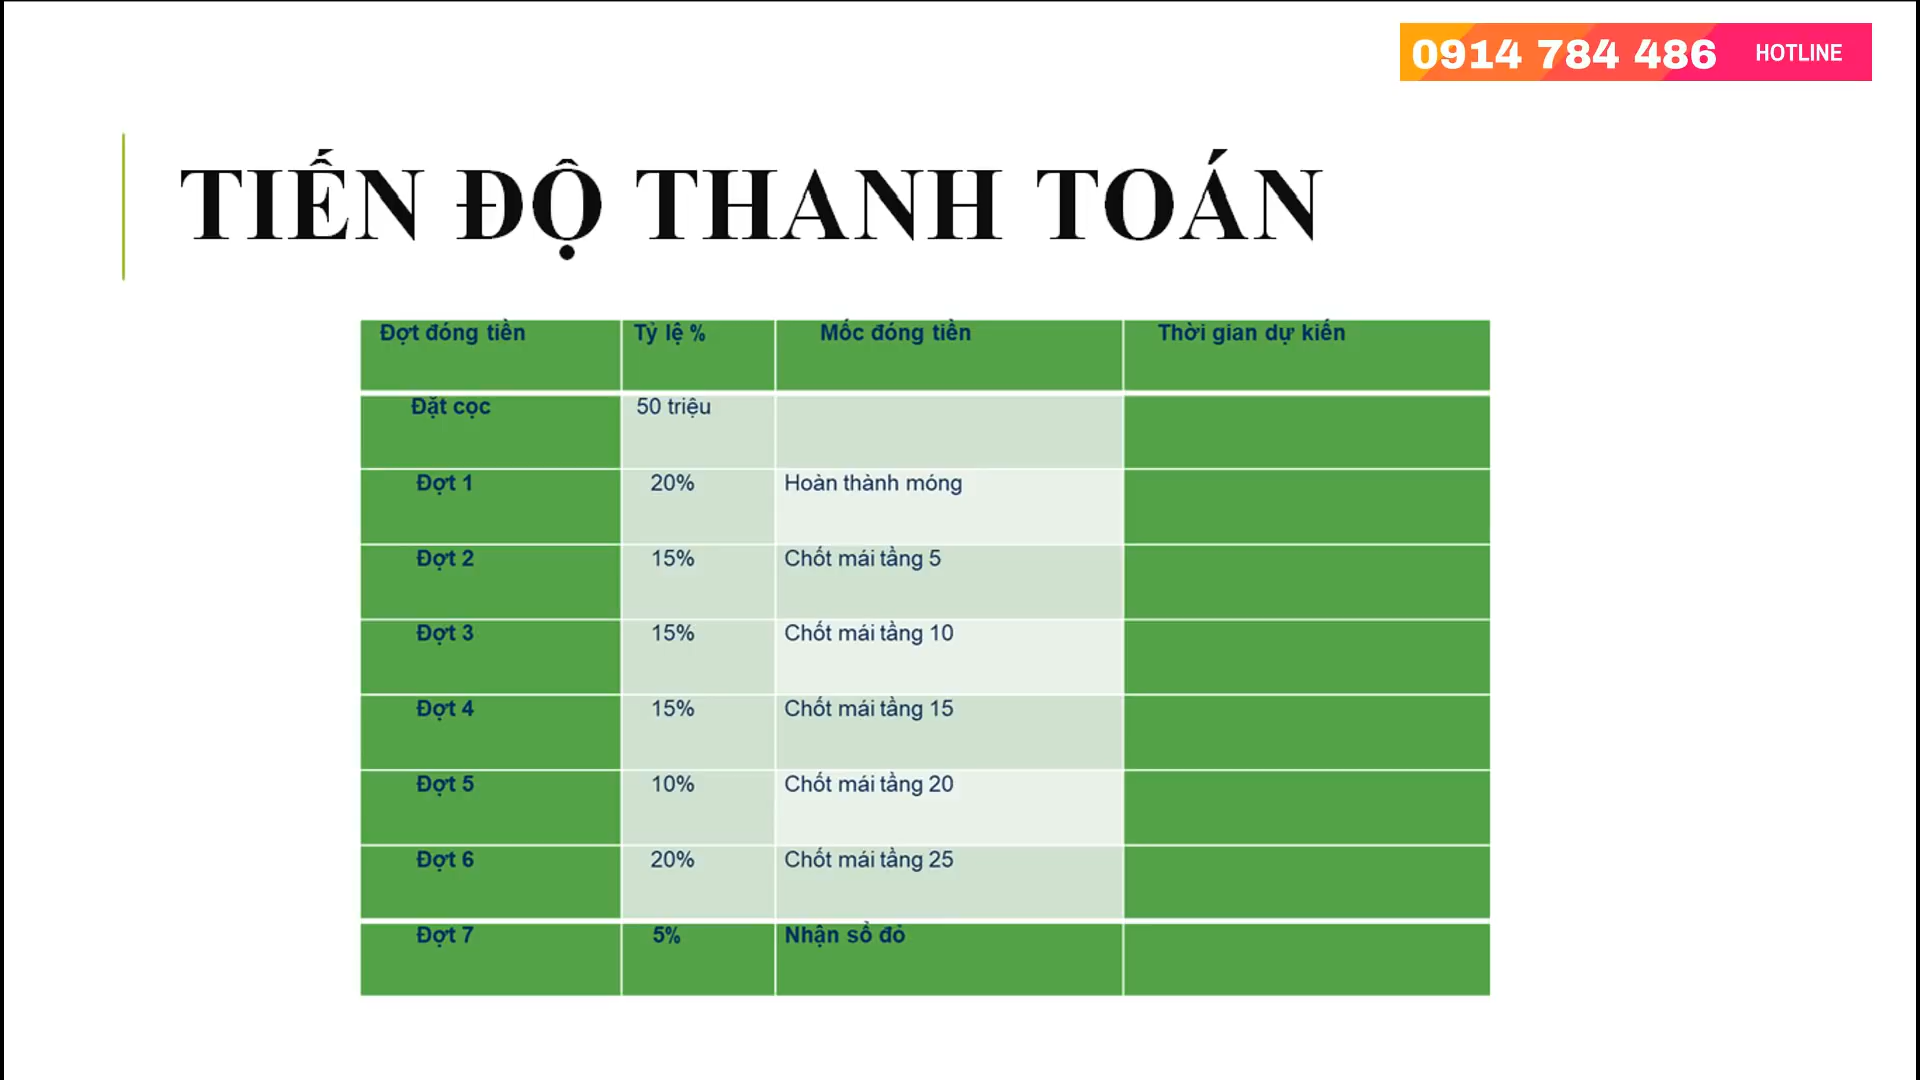 0914 784 486 HOTLINE
TIẾN ĐỘ THANH TOÁN
Đợt đóng tiền Tỷ lệ % Mốc đóng tiền Thời gian dự kiến
Đặt cọc 50 triệu
Đợt 1 20% Hoàn thành móng
Đợt 2 15% Chốt mái tầng 5
Đợt 3 15% Chốt mái tầng 10
Đợt 4 15% Chốt mái tầng 15
Đợt 5 10% Chốt mái tầng 20
Đợt 6 20% Chốt mái tầng 25
Đợt 7 5% Nhận sổ đỏ